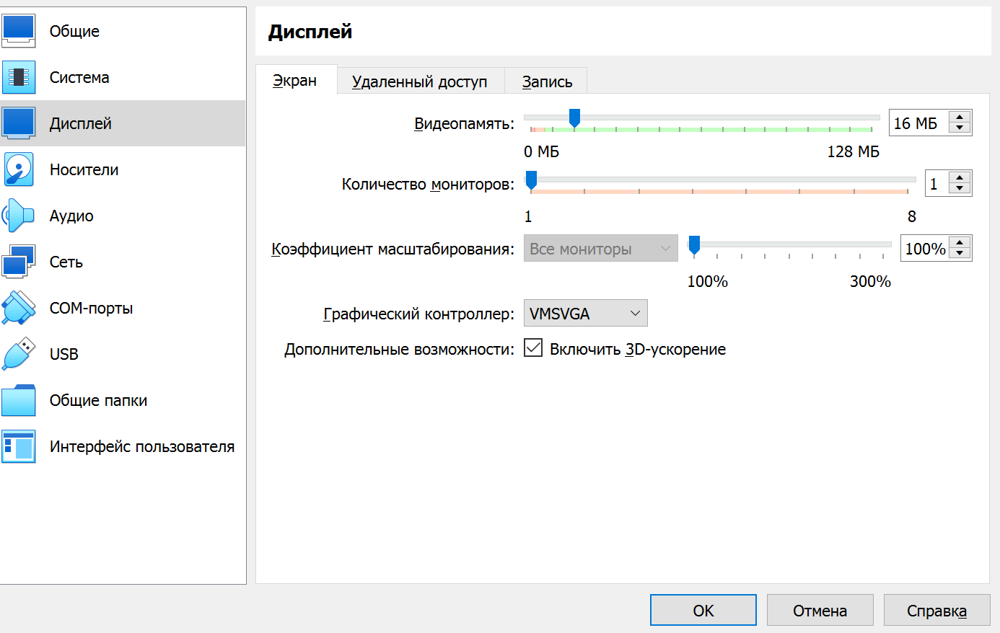 Общие
Система
Дисплей
Носители
Аудио
Сеть
COM-порты
USB
Общие папки
Интерфейс пользователя
Дисплей
Экран
Удаленный доступ
Запись
Видеопамять:
16 МБ
0 МБ
128 МБ
Количество мониторов:
1
1
8
Коэффициент масштабирования:
Все мониторы
100%
100%
300%
Графический контроллер:
VMSVGA
Дополнительные возможности:
Включить 3D-ускорение
OK
Отмена
Справка